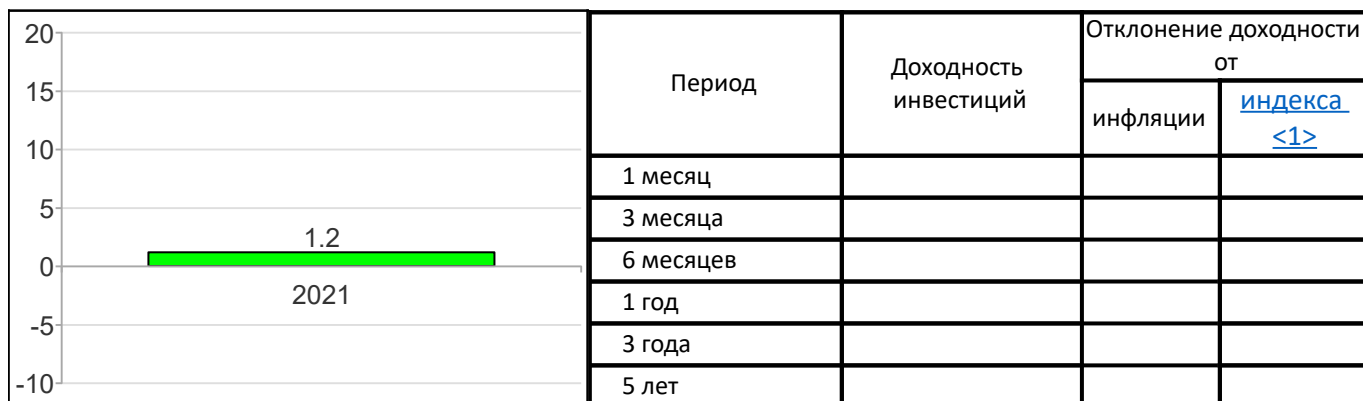 20
15
10
5
0
-5
-10
1.2
2021
Период
Доходность
инвестиций
Отклонение доходности
от
инфляции
индекса
<1>
1 месяц
3 месяца
6 месяцев
1 год
3 года
5 лет